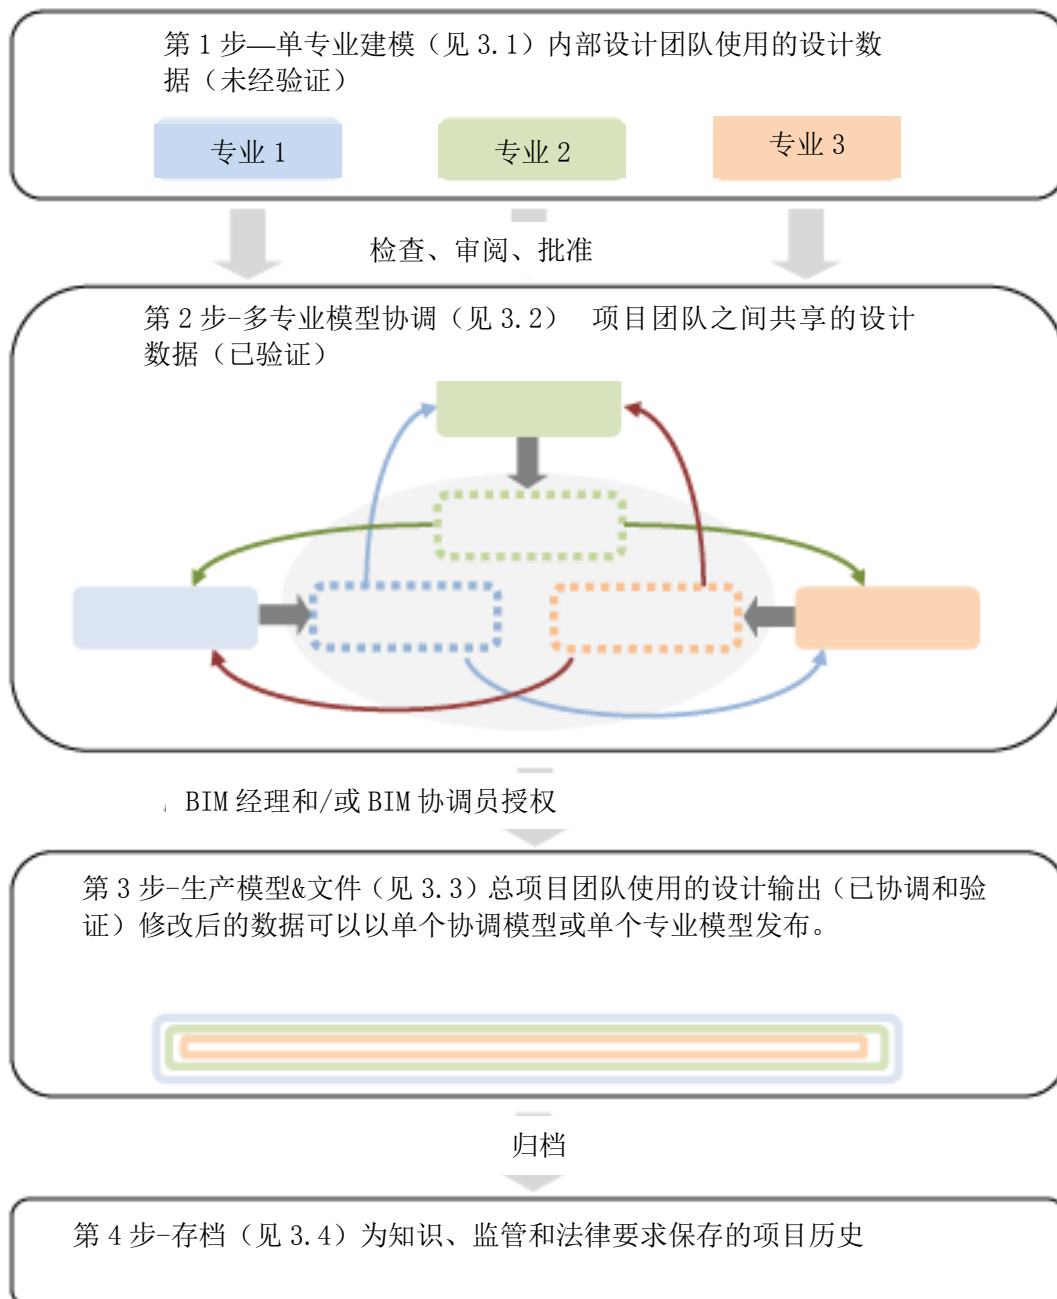 第 1 步—单专业建模（见 3.1）内部设计团队使用的设计数
据（未经验证）
专业 1
专业 2
专业 3
检查、审阅、批准
第 2 步-多专业模型协调（见 3.2） 项目团队之间共享的设计
数据（已验证）
BIM 经理和/或 BIM 协调员授权
第 3 步-生产模型&文件（见 3.3）总项目团队使用的设计输出（已协调和验
证）修改后的数据可以以单个协调模型或单个专业模型发布。
归档
第 4 步-存档（见 3.4）为知识、监管和法律要求保存的项目历史